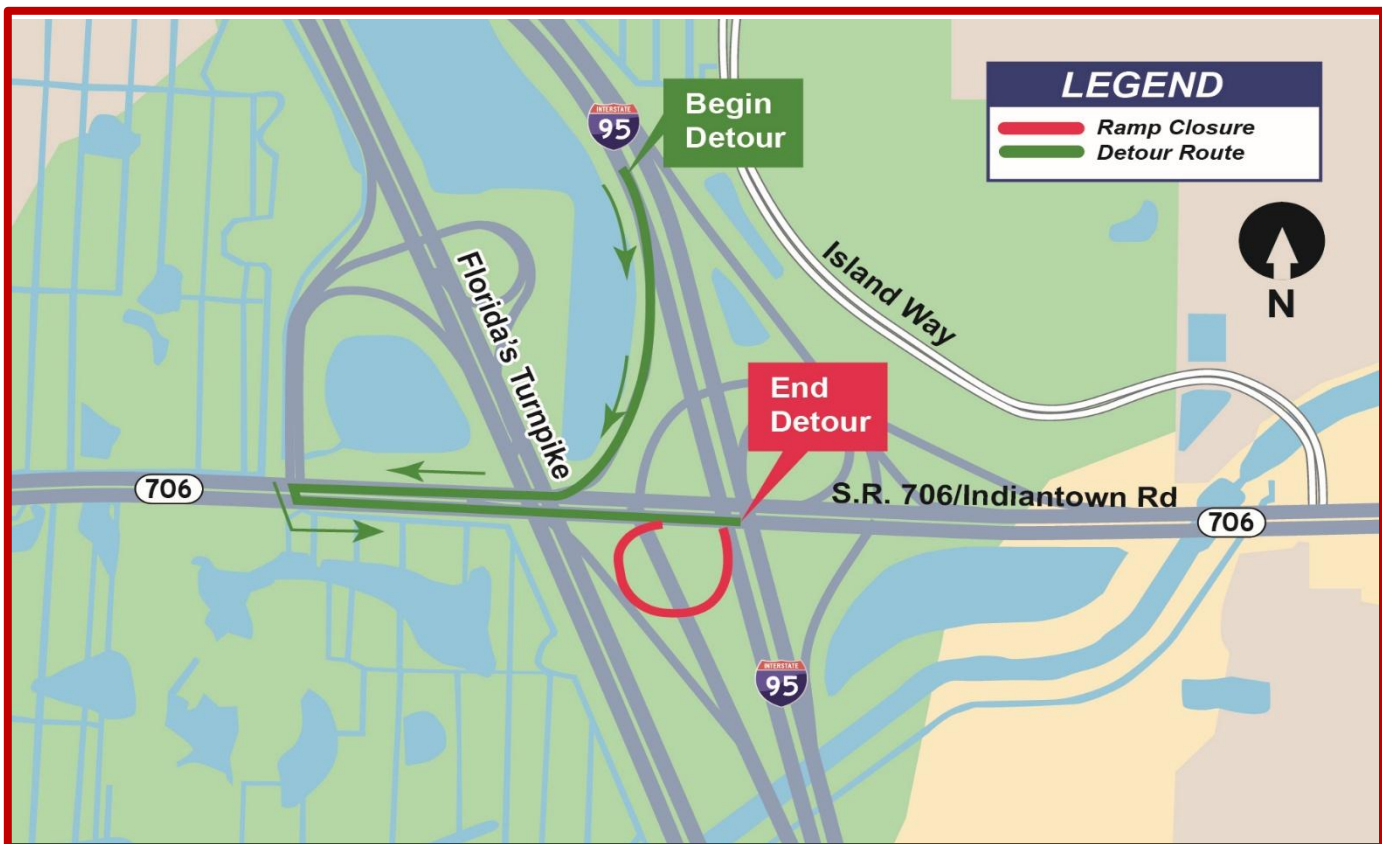 LEGEND
Ramp Closure
Detour Route
INTERSTATE
95
Begin
Detour
N
Island Way
Florida's Turnpike
End
Detour
706
S.R. 706/Indiantown Rd
706
INTERSTATE
95